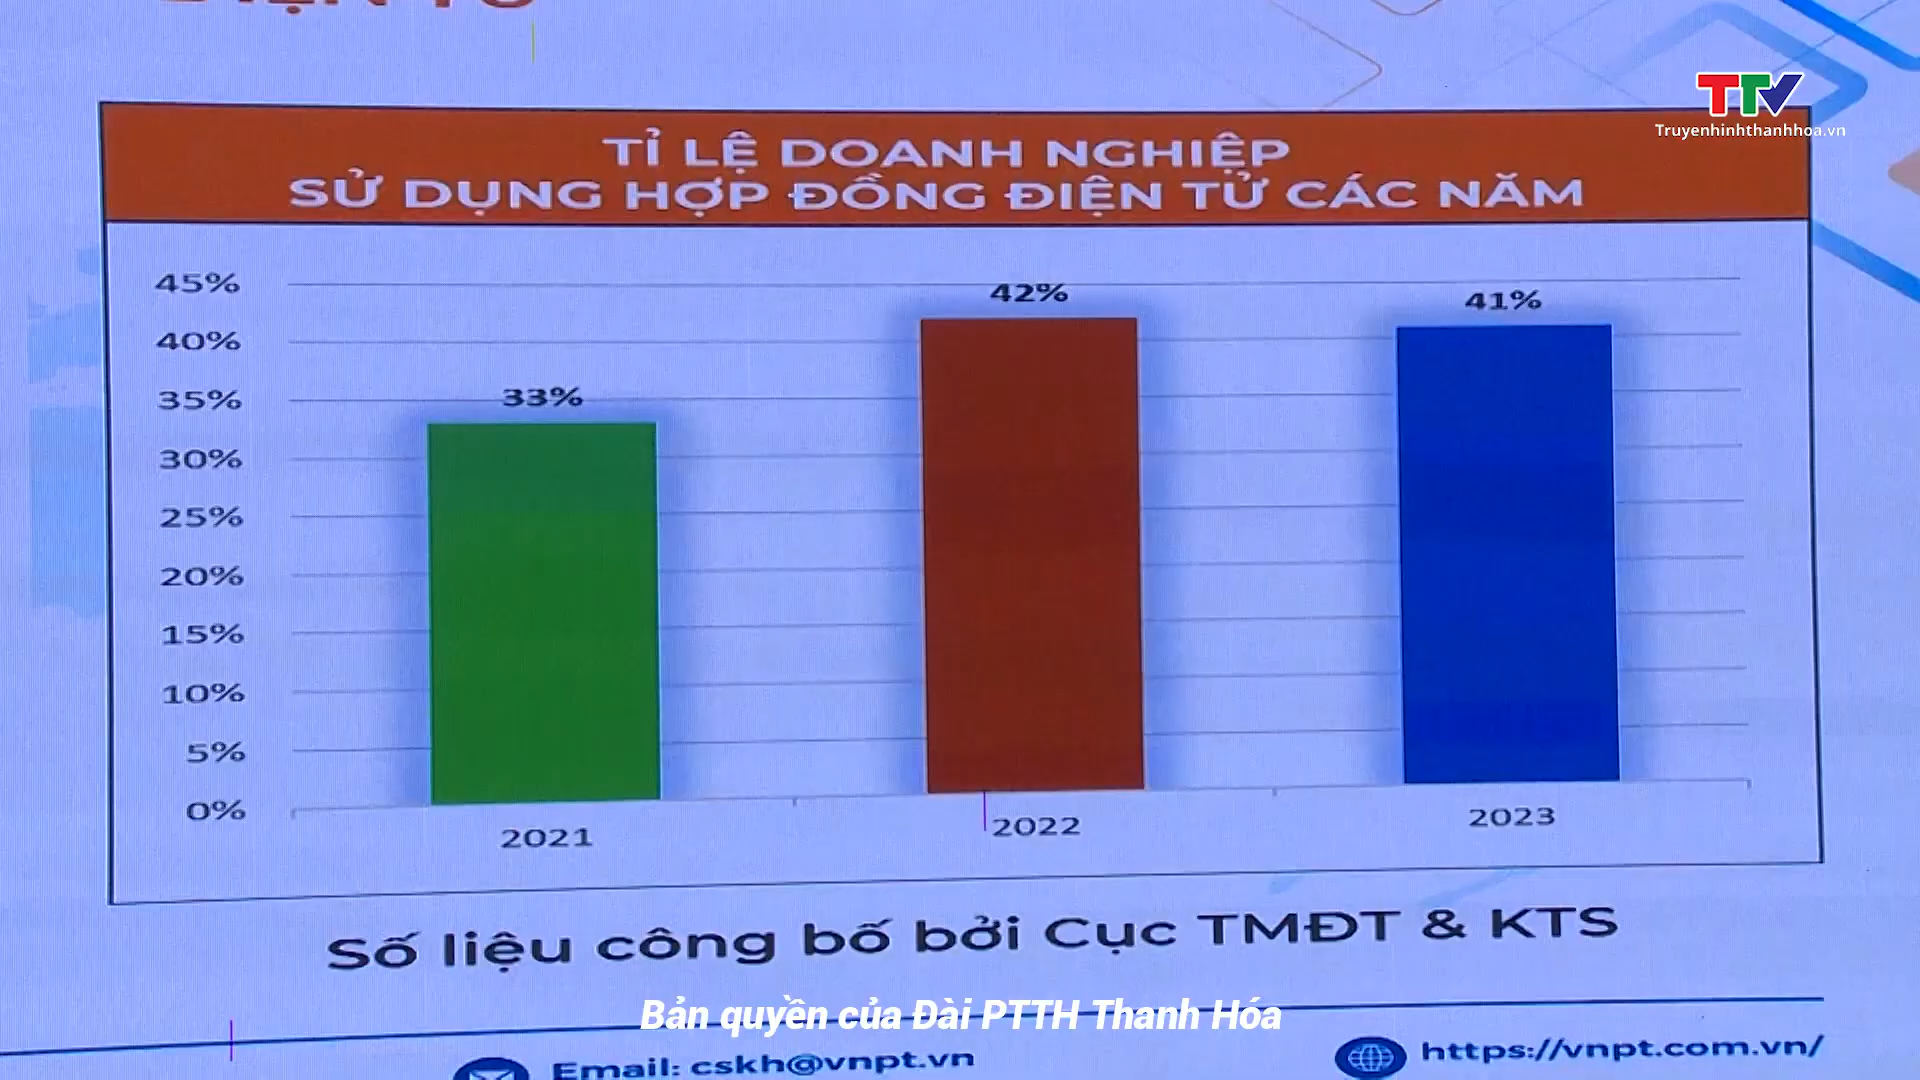 ĐIỆN TỬ
TTV
Truyenhinhthanhhoa.vn
TỈ LỆ DOANH NGHIỆP
SỬ DỤNG HỢP ĐỒNG ĐIỆN TỬ CÁC NĂM
45%
40%
35%
30%
25%
20%
15%
10%
5%
0%
33%
42%
41%
2021
2022
2023
Số liệu công bố bởi Cục TMĐT & KTS
Bản quyền của Đài PTTH Thanh Hóa
Email: cskh@vnpt.vn
https://vnpt.com.vn/